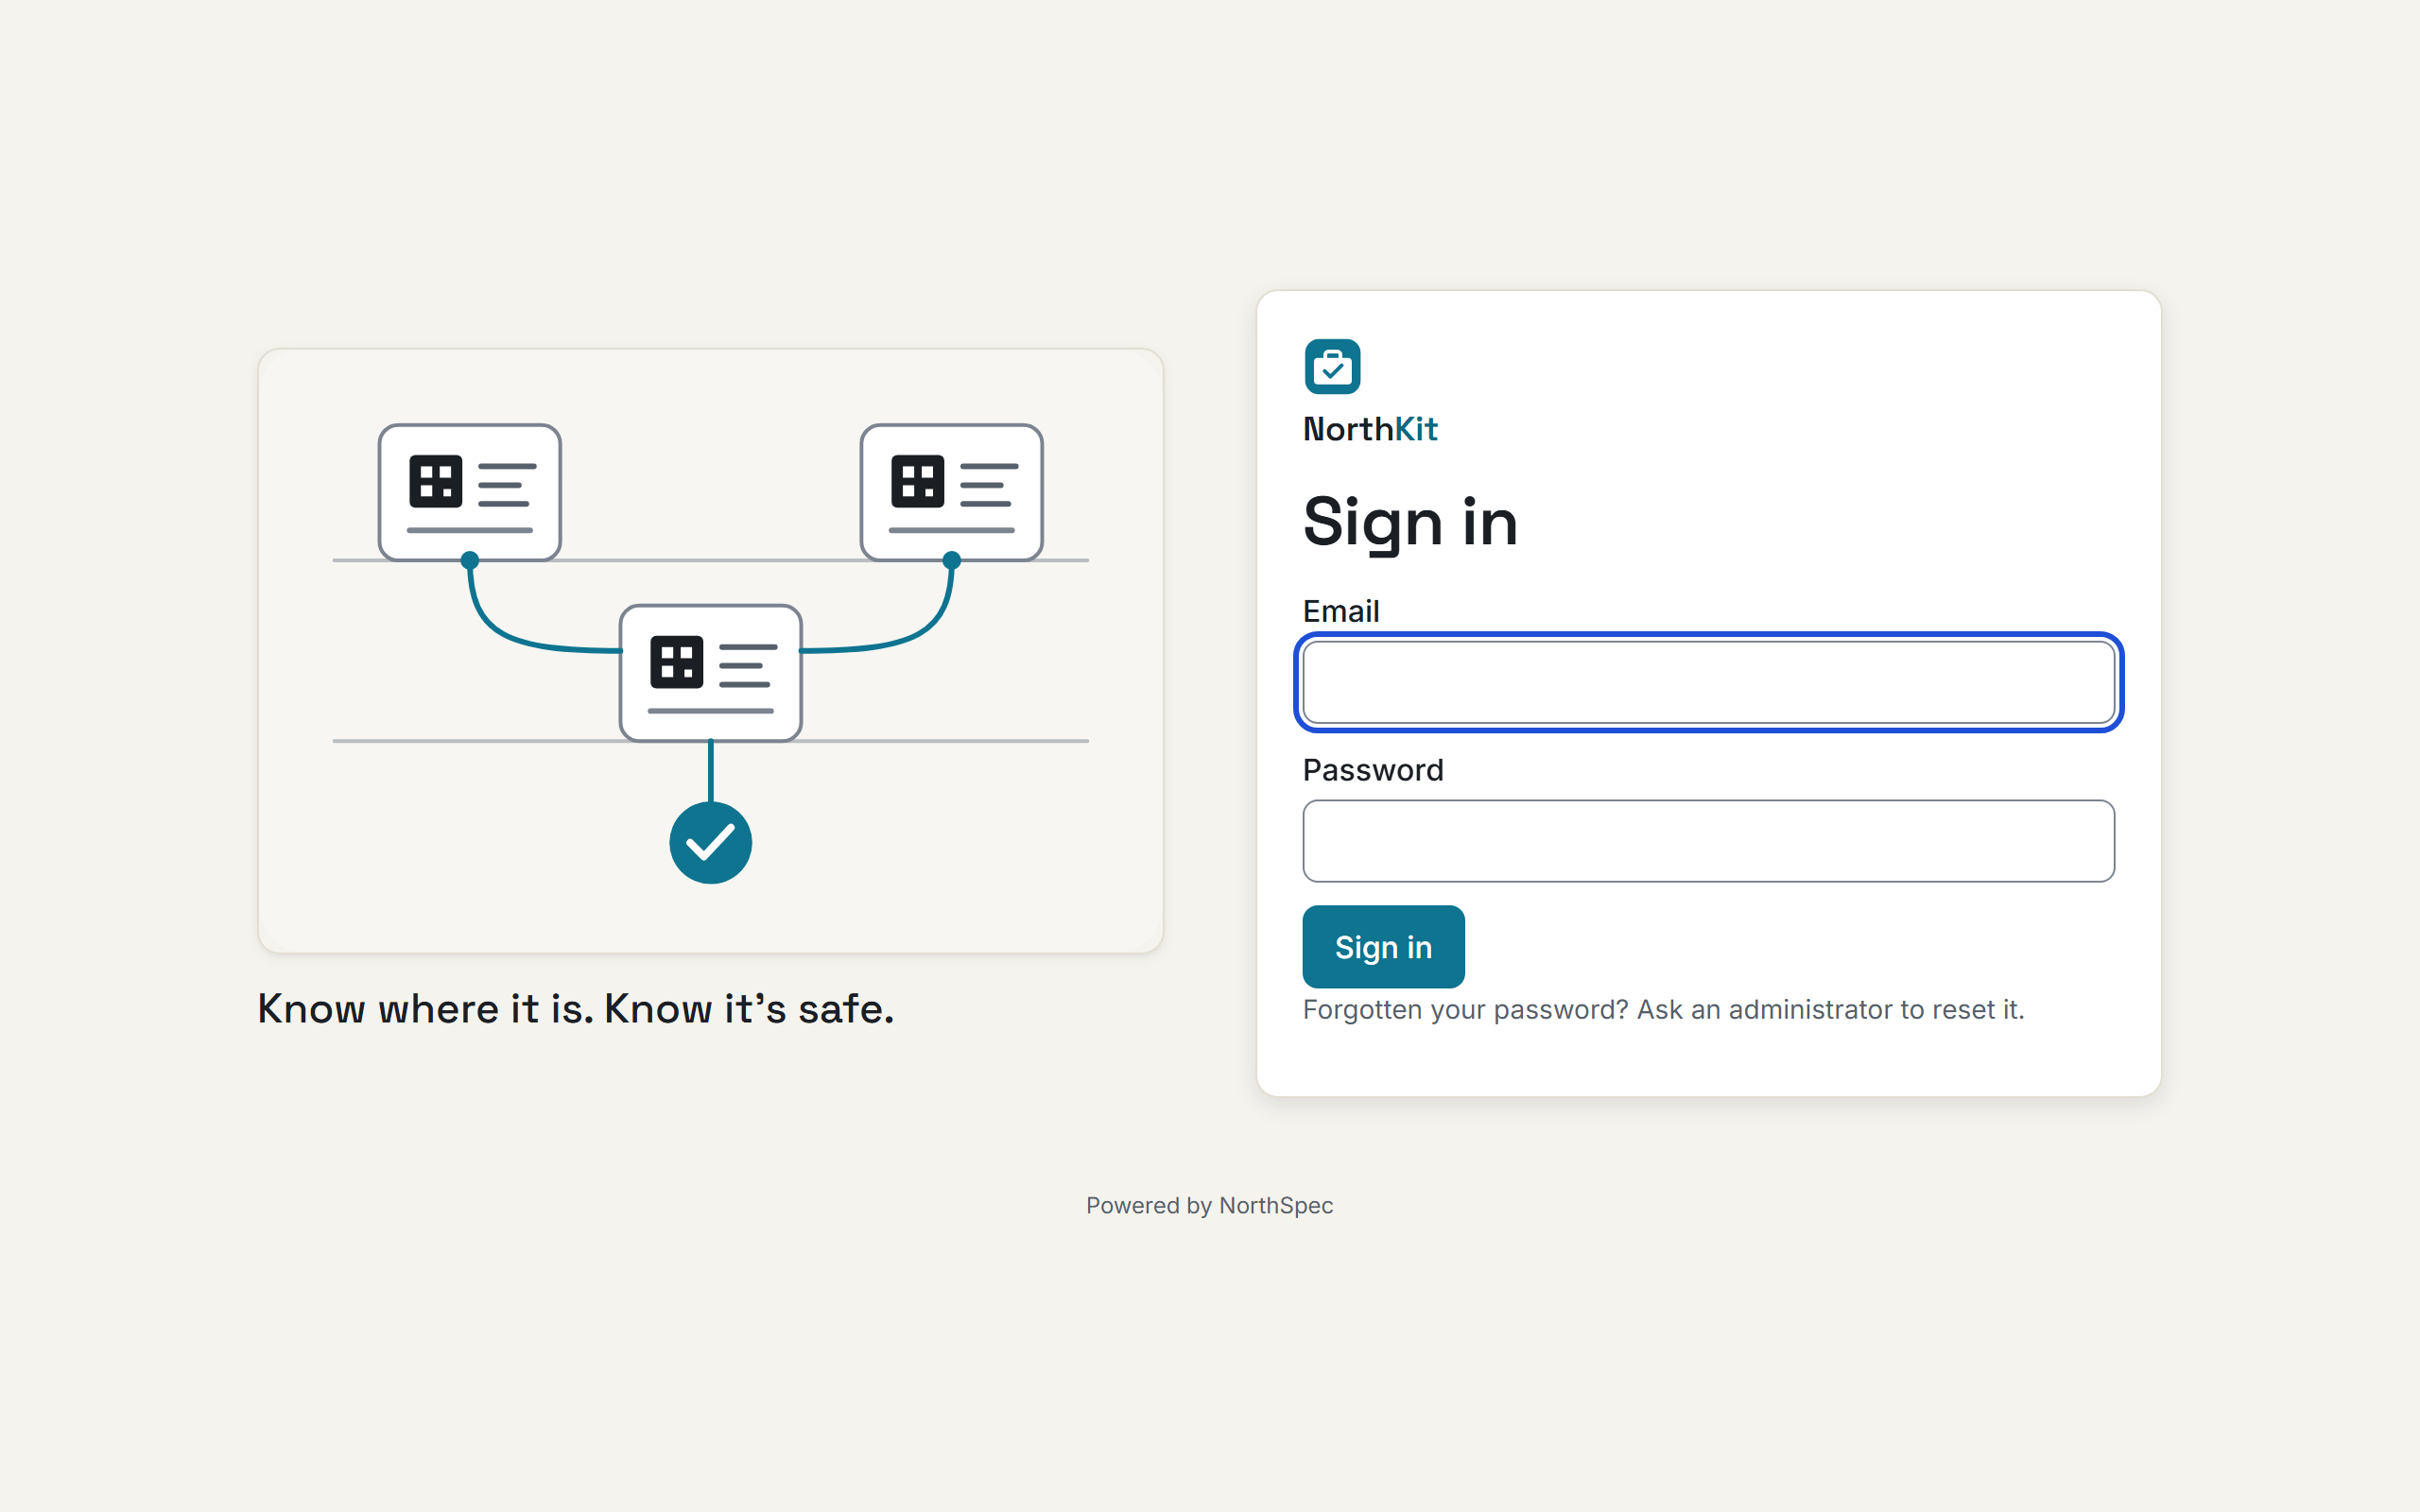 Know where it is. Know it’s safe.
NorthKit
Sign in
Email
Password
Sign in
Forgotten your password? Ask an administrator to reset it.
Powered by NorthSpec